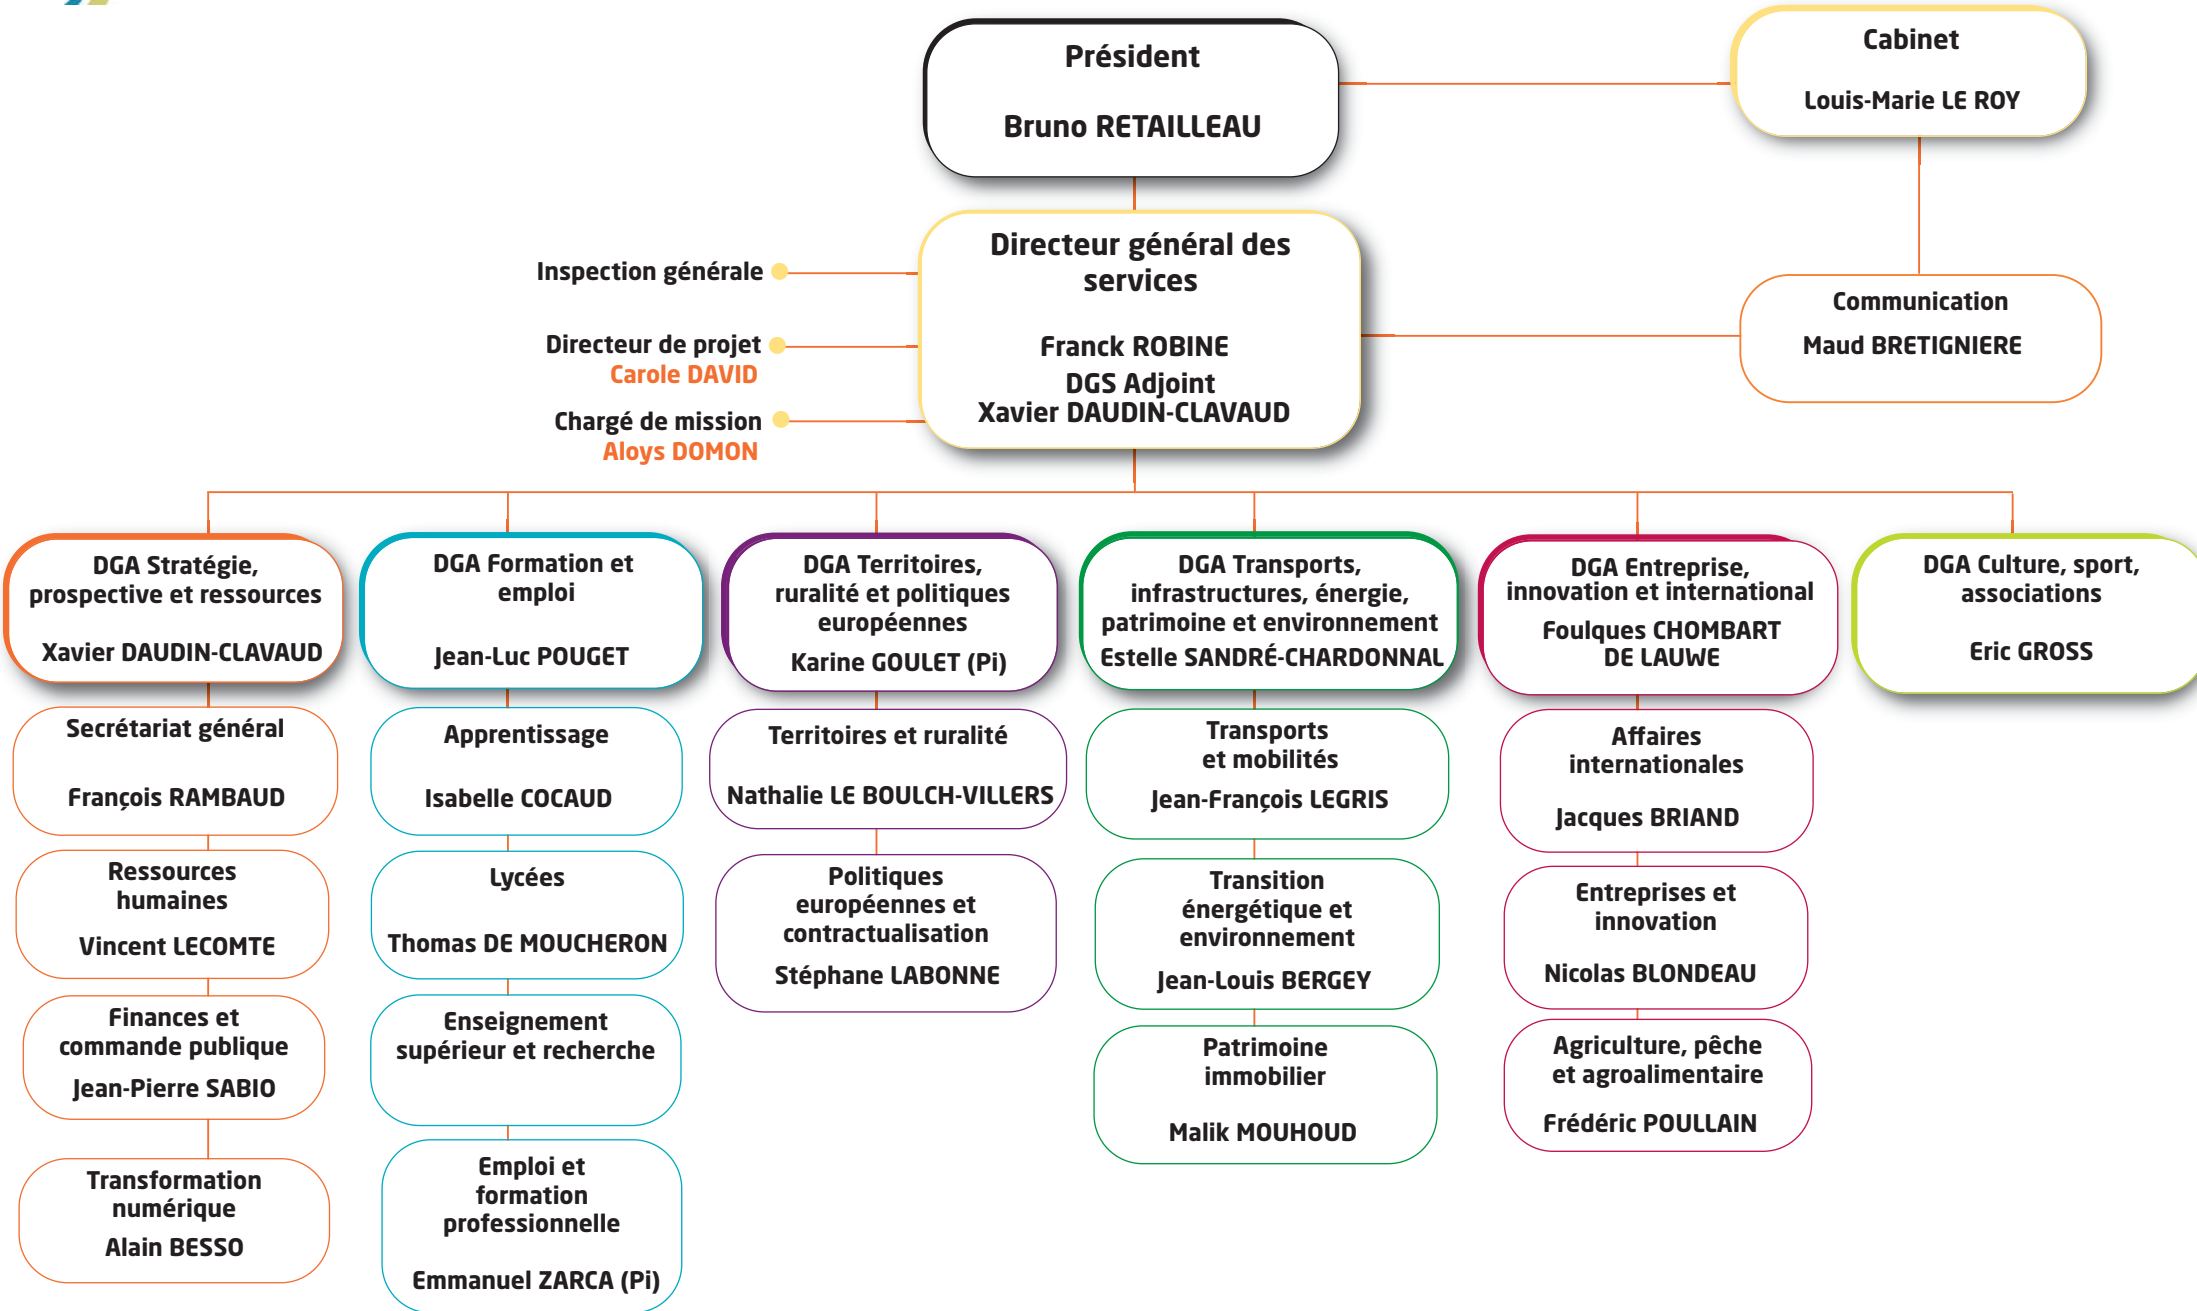 Président
Bruno RETAILLEAU
Cabinet
Louis-Marie LE ROY
Directeur général des
services
Franck ROBINE
DGS Adjoint
Xavier DAUDIN-CLAVAUD
Inspection générale
Directeur de projet
Carole DAVID
Chargé de mission
Aloys DOMON
Communication
Maud BRETIGNIERE
DGA Stratégie,
prospective et ressources
Xavier DAUDIN-CLAVAUD
Secrétariat général
François RAMBAUD
Ressources
humaines
Vincent LECOMTE
Finances et
commande publique
Jean-Pierre SABIO
Transformation
numérique
Alain BESSO
DGA Formation et
emploi
Jean-Luc POUGET
Apprentissage
Isabelle COCAUD
Lycées
Thomas DE MOUCHERON
Enseignement
supérieur et recherche
Emploi et
formation
professionnelle
Emmanuel ZARCA (Pi)
DGA Territoires,
ruralité et politiques
européennes
Karine GOULET (Pi)
Territoires et ruralité
Nathalie LE BOULCH-VILLERS
Politiques
européennes et
contractualisation
Stéphane LABONNE
DGA Transports,
infrastructures, énergie,
patrimoine et environnement
Estelle SANDRÉ-CHARDONNAL
Transports
et mobilités
Jean-François LEGRIS
Transition
énergétique et
environnement
Jean-Louis BERGEY
Patrimoine
immobilier
Malik MOUHOUD
DGA Entreprise,
innovation et international
Foulques CHOMBART
DE LAUWE
Affaires
internationales
Jacques BRIAND
Entreprises et
innovation
Nicolas BLONDEAU
Agriculture, pêche
et agroalimentaire
Frédéric POULLAIN
DGA Culture, sport,
associations
Eric GROSS